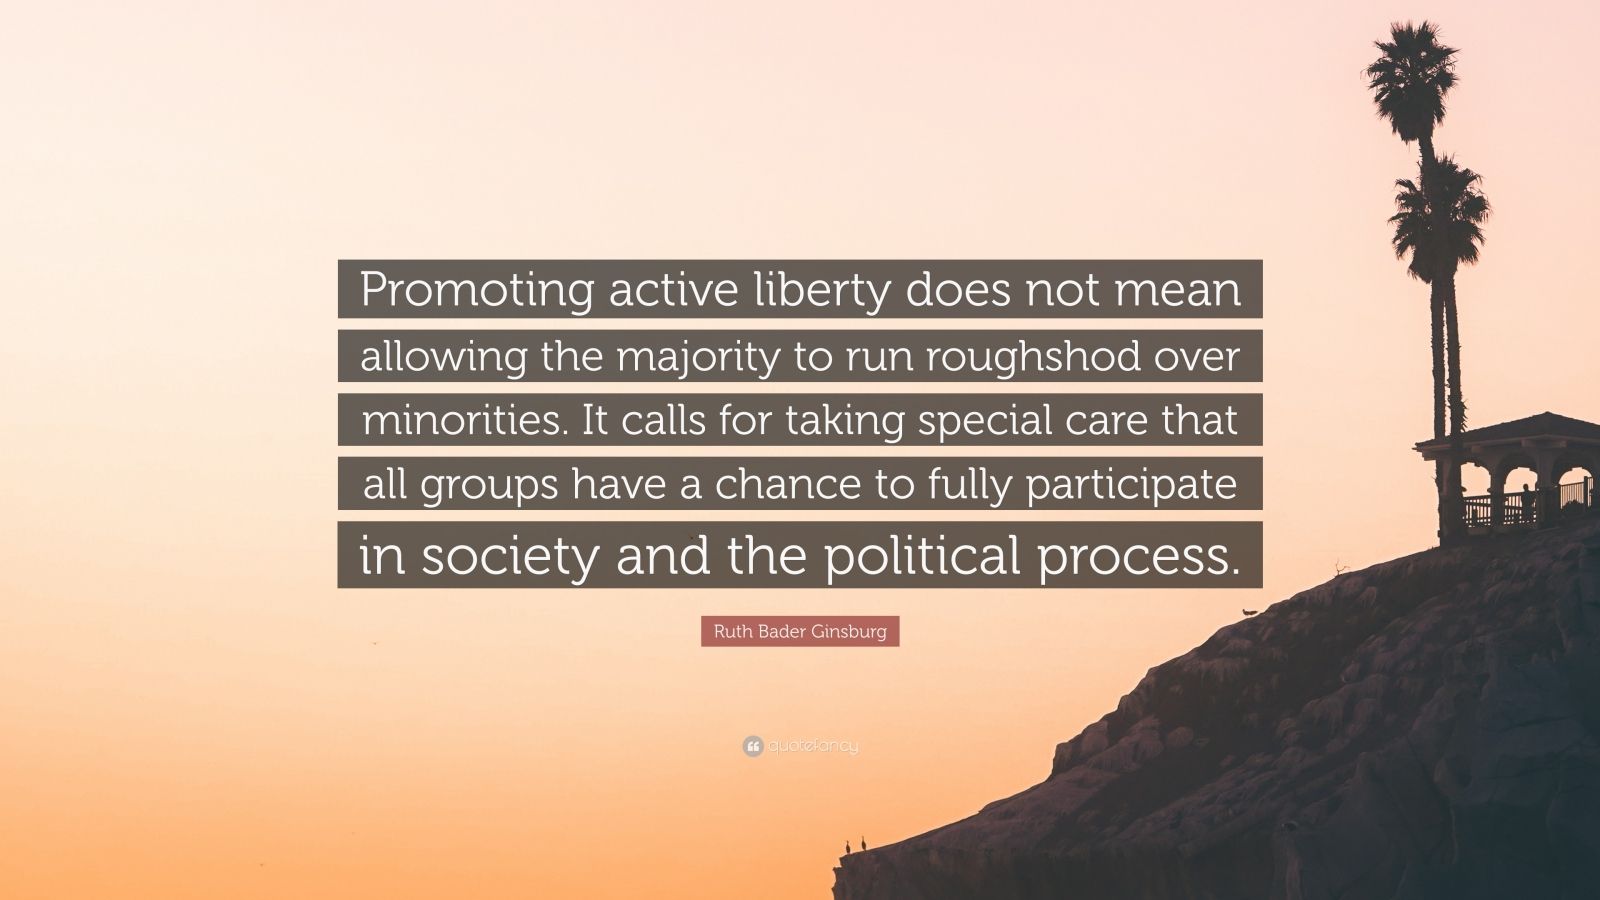 Promoting active liberty does not mean
allowing the majority to run roughshod over
minorities. It calls for taking special care that
all groups have a chance to fully participate
in society and the political process.
Ruth Bader Ginsburg
quotefancy